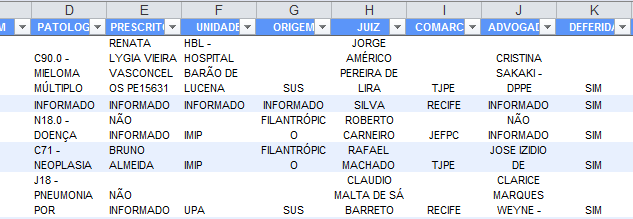 D E F G H I J K
M PATOLOG PRESCRITO UNIDADE ORIGEM JUIZ COMARC ADVOGAD DEFERIDA
RENATA HBL - JORGE
C90.0 - LYGIA VIEIRA HOSPITAL AMÉRICO CRISTINA
MIELOMA VASCONCEL BARÃO DE PEREIRA DE SAKAKI -
MÚLTIPLO OS PE15631 LUCENA SUS LIRA TJPE DPPE SIM
INFORMADO INFORMADO INFORMADO INFORMADO SILVA RECIFE INFORMADO SIM
N18.0 - NÃO FILANTRÓPIC ROBERTO NÃO
DOENÇA INFORMADO IMIP O CARNEIRO JEFPC INFORMADO SIM
C71 - BRUNO FILANTRÓPIC RAFAEL JOSE IZIDIO
NEOPLASIA ALMEIDA IMIP O MACHADO TJPE DE SIM
J18 - CLAUDIO CLARICE
PNEUMONIA NÃO MALTA DE SÁ MARQUES
POR INFORMADO UPA SUS BARRETO RECIFE WEYNE - SIM